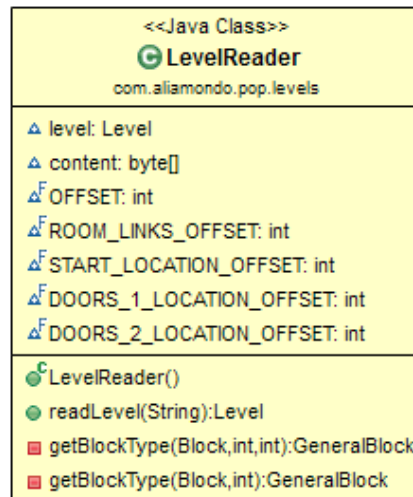 <<Java Class>>
C LevelReader
com.aliamondo.pop.levels
level: Level
content: byte[]
F OFFSET: int
F ROOM_LINKS_OFFSET: int
F START_LOCATION_OFFSET: int
F DOORS_1_LOCATION_OFFSET: int
F DOORS_2_LOCATION_OFFSET: int
C LevelReader()
readLevel(String):Level
getBlockType(Block,int,int):GeneralBlock
getBlockType(Block,int):GeneralBlock